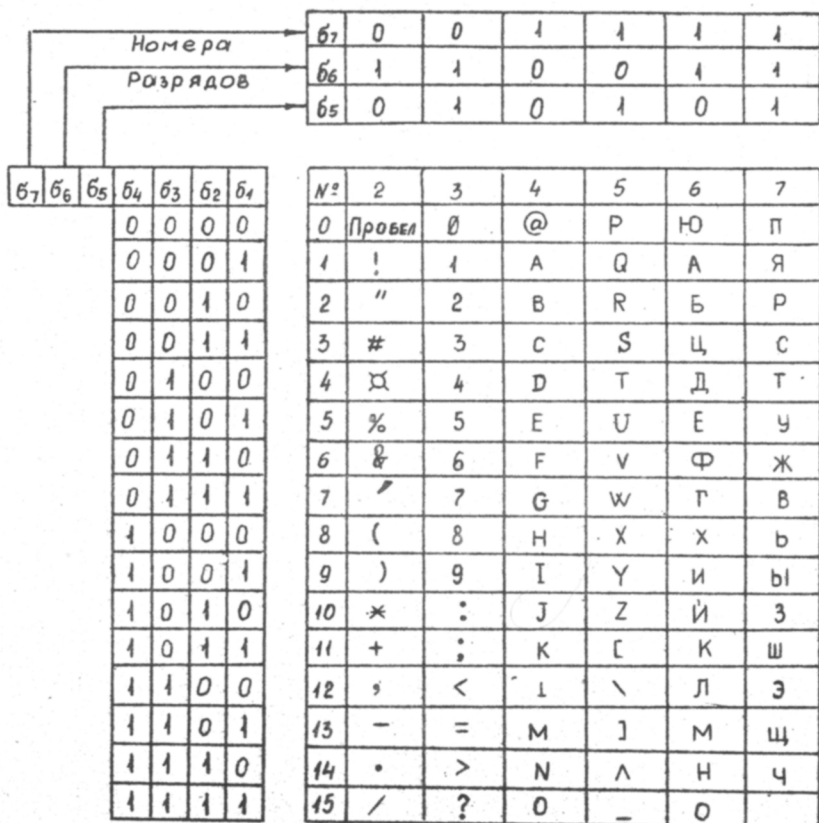 Номера
Разрядов
б7 0 0 1 1 1 1
б6 1 1 0 0 1 1
б5 0 1 0 1 0 1
б7 б6 б5 б4 б3 б2 б1 № 2 3 4 5 6 7
0 0 0 0 0 Пробел 0 @ P Ю П
0 0 0 1 1 ! 1 A Q А Я
0 0 1 0 2 " 2 B R Б Р
0 0 1 1 3 # 3 C S Ц С
0 1 0 0 4 ¤ 4 D T Д Т
0 1 0 1 5 % 5 E U Е У
0 1 1 0 6 & 6 F V Ф Ж
0 1 1 1 7 ' 7 G W Г В
1 0 0 0 8 ( 8 H X Х Ь
1 0 0 1 9 ) 9 I Y И Ы
1 0 1 0 10 * : J Z Й З
1 0 1 1 11 + ; K [ К Ш
1 1 0 0 12 , < L \ Л Э
1 1 0 1 13 - = M ] М Щ
1 1 1 0 14 . > N ^ Н Ч
1 1 1 1 15 / ? O _ О